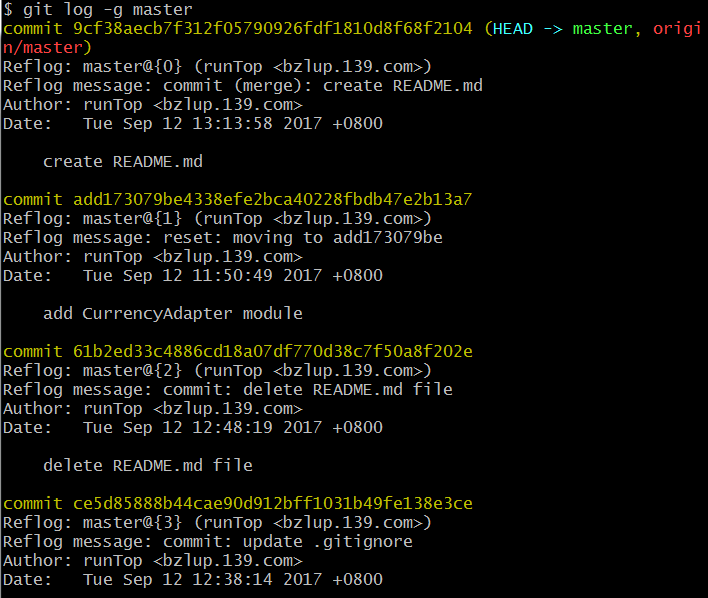 $ git log -g master
commit 9cf38aecb7f312f05790926fdf1810d8f68f2104 (HEAD -> master, origi
n/master)
Reflog: master@{0} (runTop <bzlup.139.com>)
Reflog message: commit (merge): create README.md
Author: runTop <bzlup.139.com>
Date:   Tue Sep 12 13:13:58 2017 +0800
    create README.md
commit add173079be4338efe2bca40228fbdb47e2b13a7
Reflog: master@{1} (runTop <bzlup.139.com>)
Reflog message: reset: moving to add173079be
Author: runTop <bzlup.139.com>
Date:   Tue Sep 12 11:50:49 2017 +0800
    add CurrencyAdapter module
commit 61b2ed33c4886cd18a07df770d38c7f50a8f202e
Reflog: master@{2} (runTop <bzlup.139.com>)
Reflog message: commit: delete README.md file
Author: runTop <bzlup.139.com>
Date:   Tue Sep 12 12:48:19 2017 +0800
    delete README.md file
commit ce5d85888b44cae90d912bff1031b49fe138e3ce
Reflog: master@{3} (runTop <bzlup.139.com>)
Reflog message: commit: update .gitignore
Author: runTop <bzlup.139.com>
Date:   Tue Sep 12 12:38:14 2017 +0800